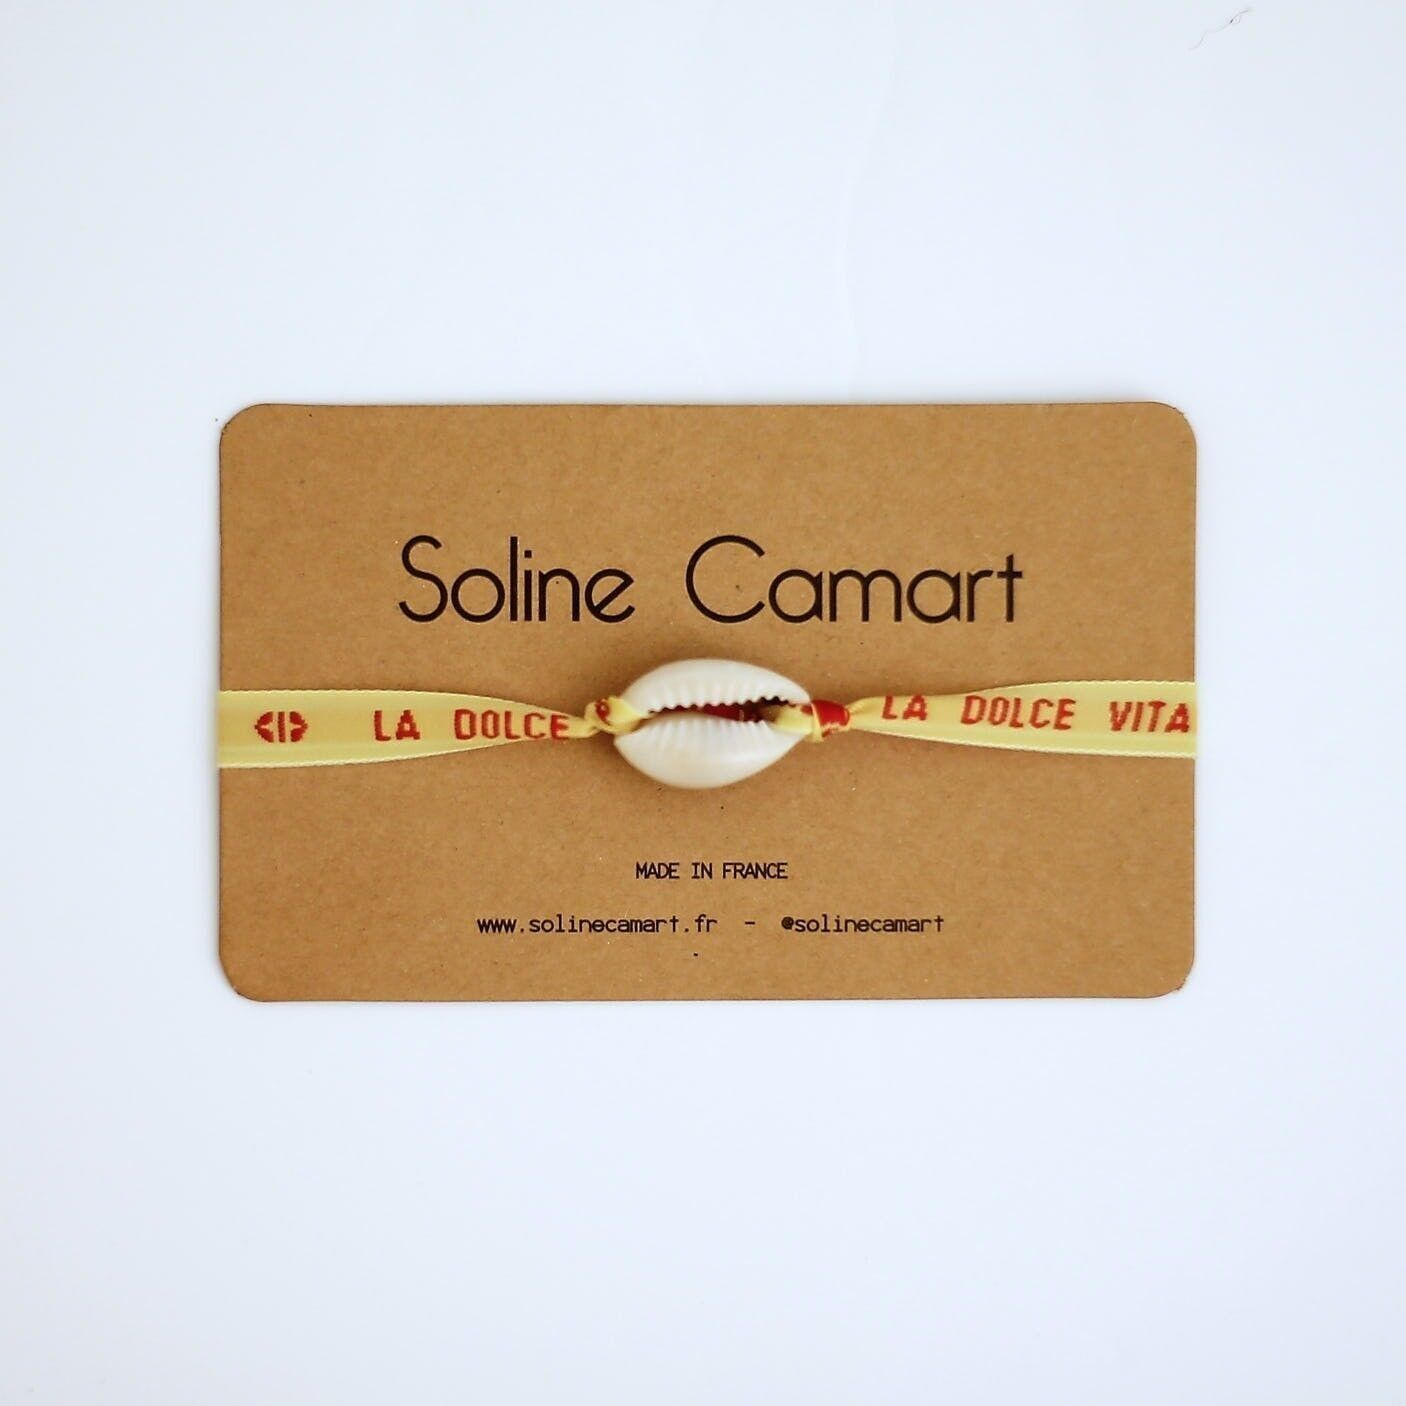 Soline Camart
LA DOLCE
LA DOLCE VITA
MADE IN FRANCE
www.solinecamart.fr - @solinecamart